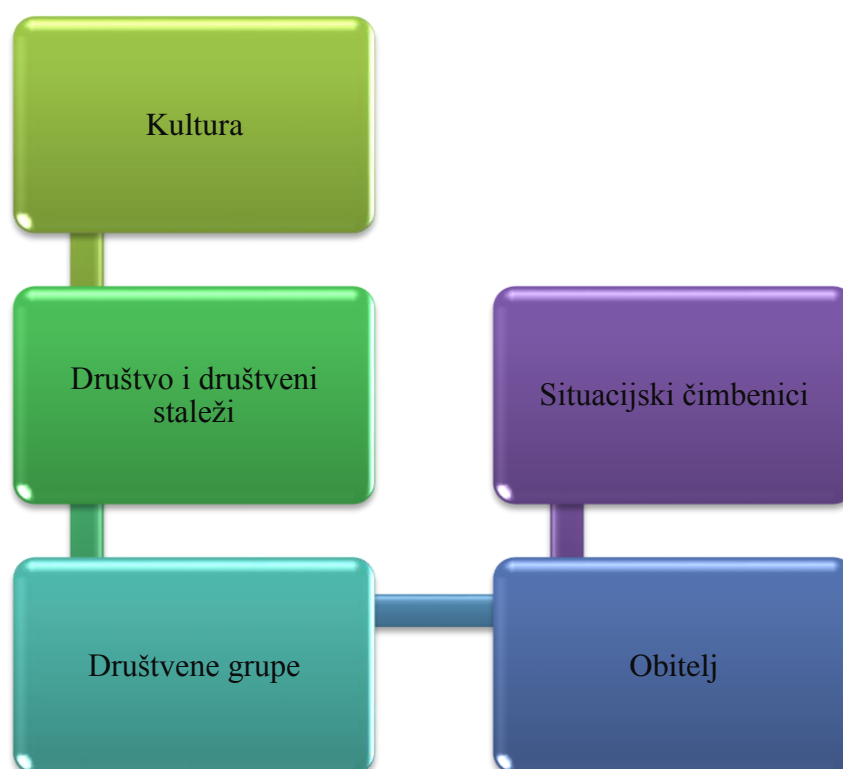 Kultura
Društvo i društveni
staleži
Situacijski čimbenici
Društvene grupe
Obitelj